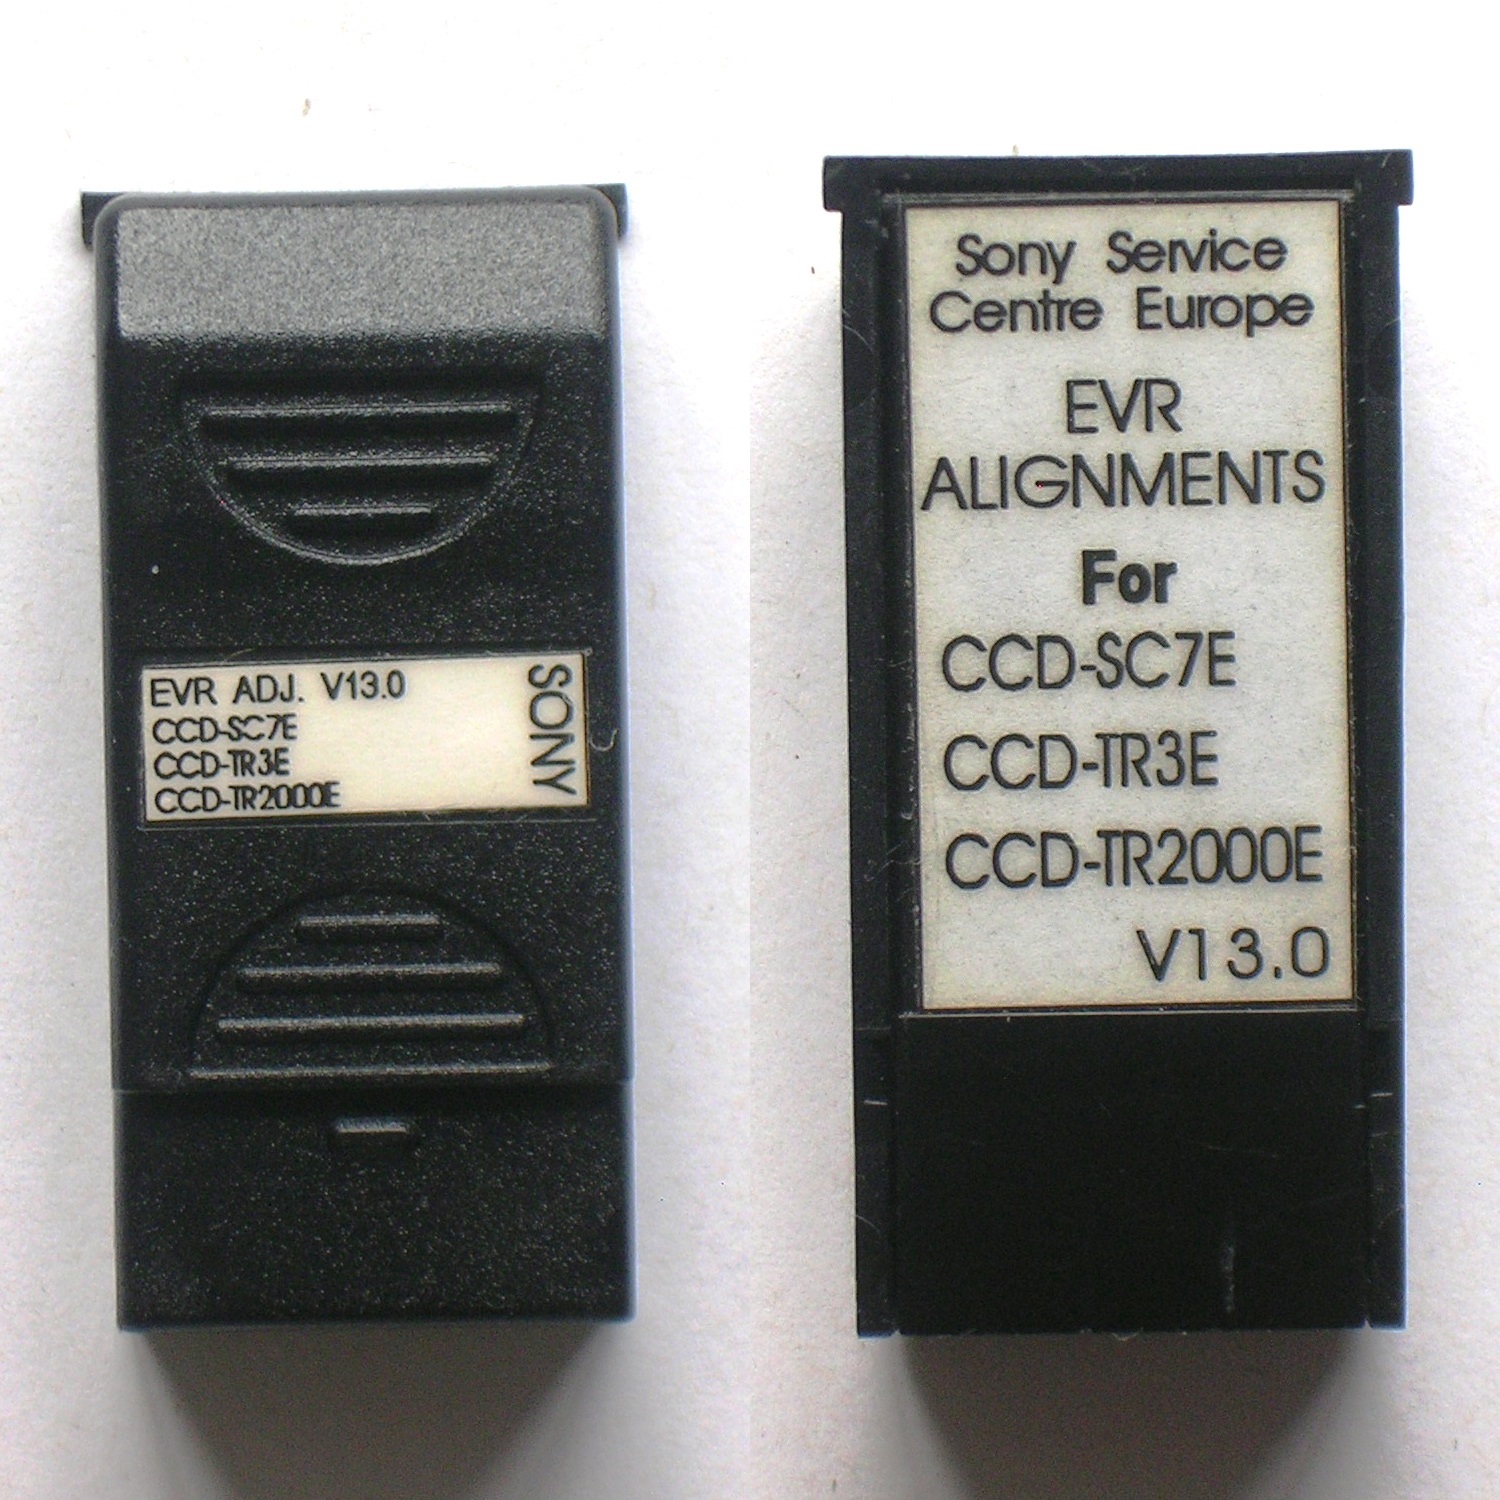 EVR ADJ. V13.0
CCD-SC7E
CCD-TR3E
CCD-TR2000E
SONY
Sony Service
Centre Europe
EVR
ALIGNMENTS
For
CCD-SC7E
CCD-TR3E
CCD-TR2000E
V13.0